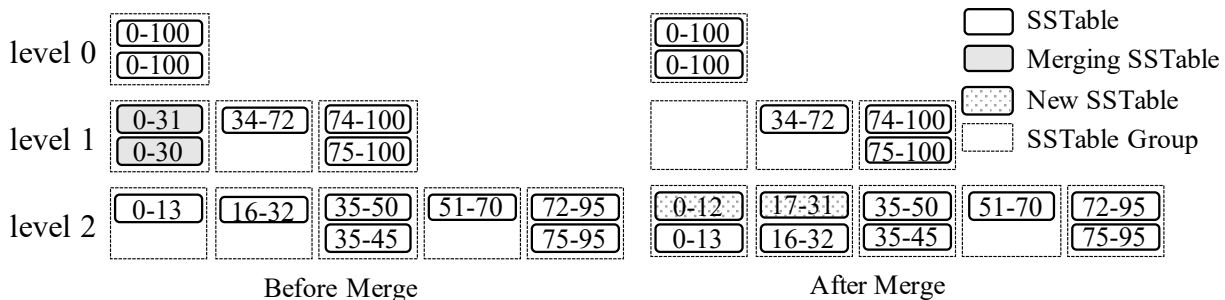 level 0
0-100
0-100
level 1
0-31 34-72 74-100
0-30 75-100
level 2
0-13 16-32 35-50 51-70 72-95
35-45 75-95
Before Merge
0-100
0-100
34-72 74-100
75-100
0-12 17-31 35-50 51-70 72-95
0-13 16-32 35-45 75-95
After Merge
SSTable
Merging SSTable
New SSTable
SSTable Group